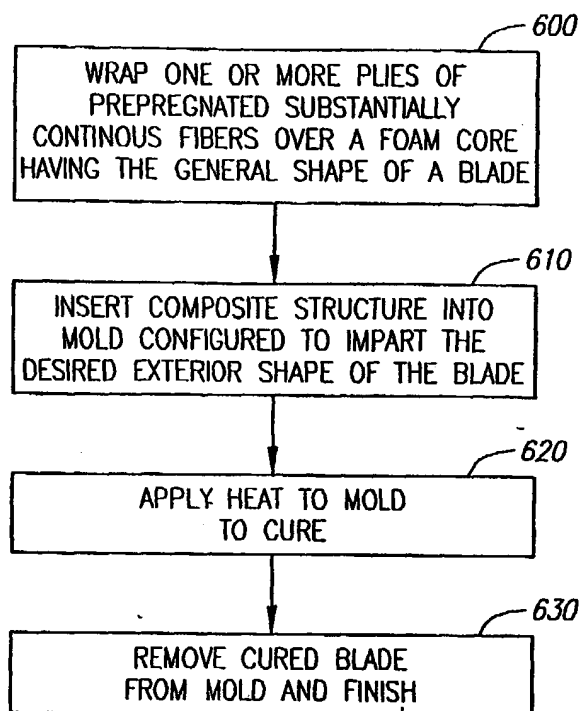 600
WRAP ONE OR MORE PLIES OF
PREPREGNATED SUBSTANTIALLY
CONTINOUS FIBERS OVER A FOAM CORE
HAVING THE GENERAL SHAPE OF A BLADE
610
INSERT COMPOSITE STRUCTURE INTO
MOLD CONFIGURED TO IMPART THE
DESIRED EXTERIOR SHAPE OF THE BLADE
620
APPLY HEAT TO MOLD
TO CURE
630
REMOVE CURED BLADE
FROM MOLD AND FINISH